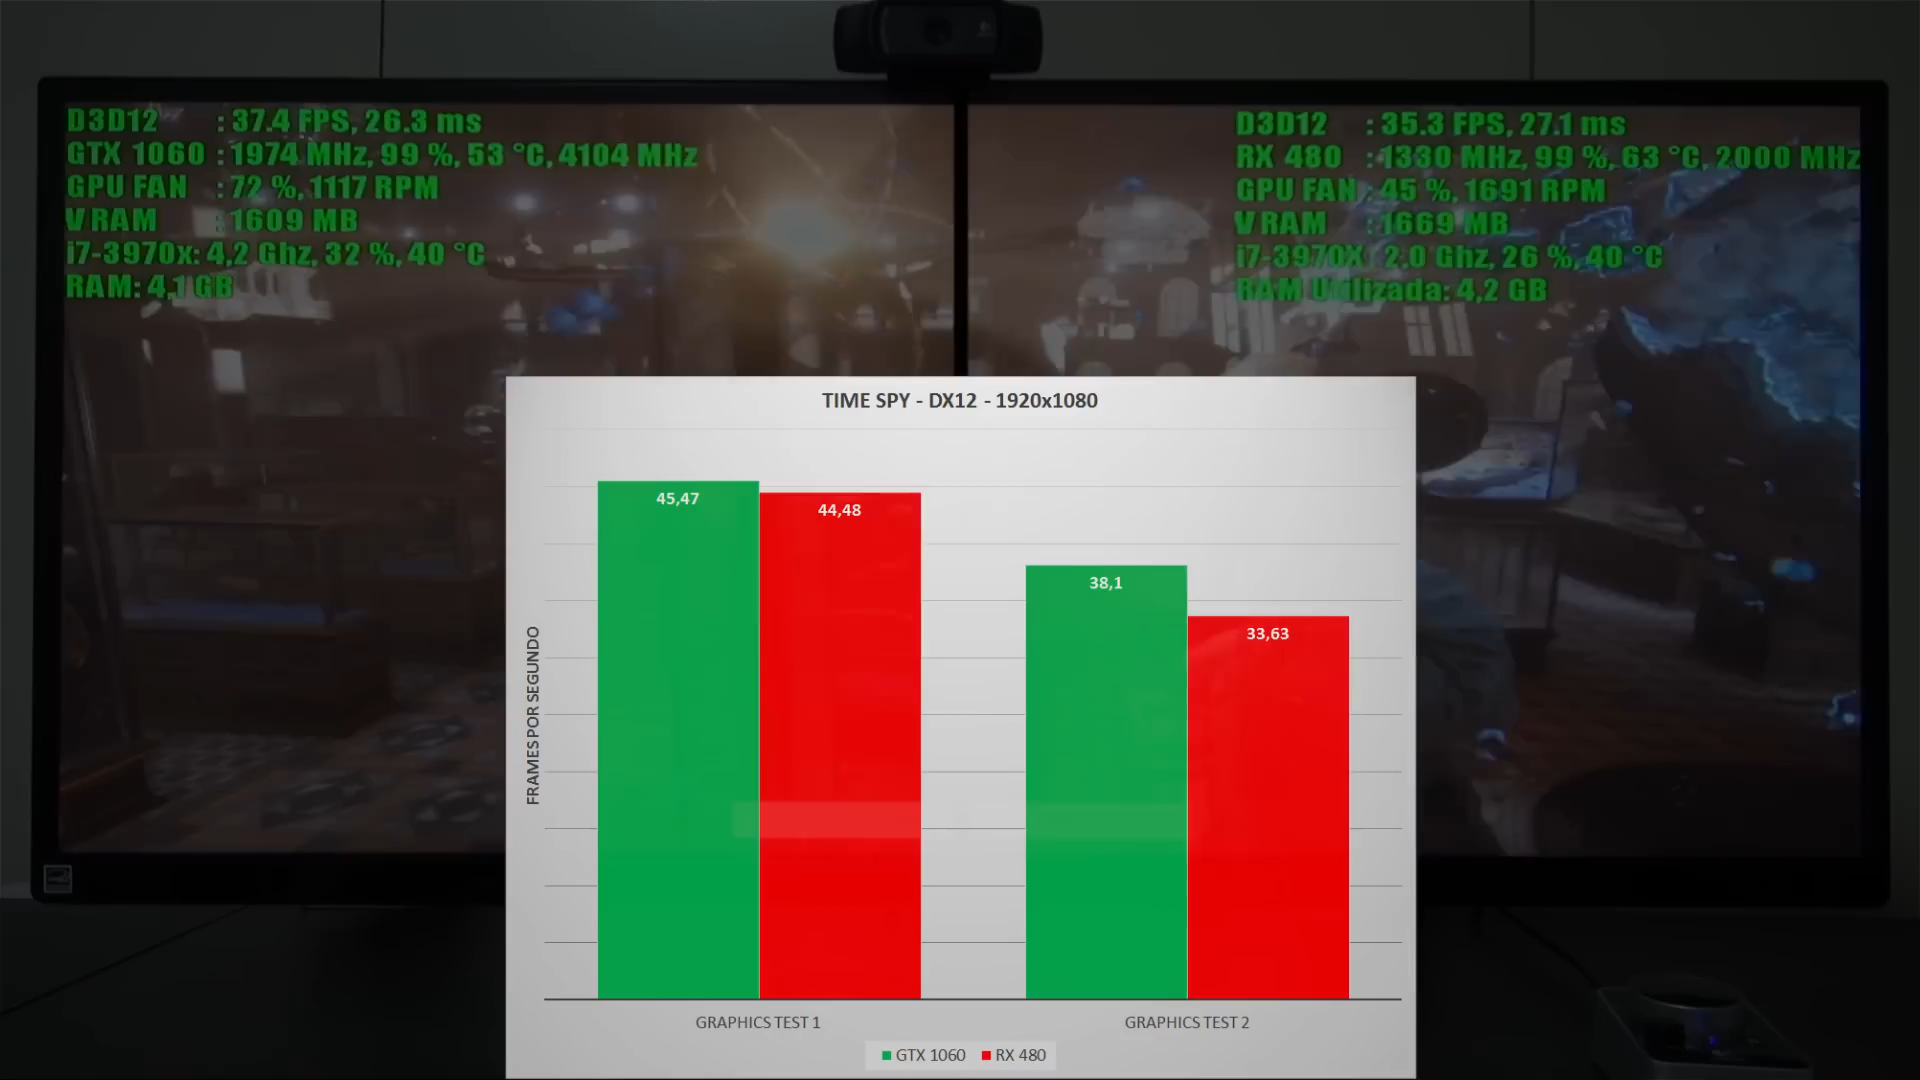 D3D12 : 37.4 FPS, 26.3 ms
GTX 1060 : 1974 MHz, 99 %, 53 °C, 4104 MHz
GPU FAN : 72 %, 1117 RPM
VRAM : 1609 MB
i7-3970x: 4,2 Ghz, 32 %, 40 °C
RAM: 4,1 GB
D3D12 : 35.3 FPS, 27.1 ms
RX 480 : 1330 MHz, 99 %, 63 °C, 2000 MHz
GPU FAN : 45 %, 1691 RPM
VRAM : 1669 MB
i7-3970X : 2.0 Ghz, 26 %, 40 °C
RAM Utilizada: 4,2 GB
TIME SPY - DX12 - 1920x1080
FRAMES POR SEGUNDO
45,47
44,48
38,1
33,63
GRAPHICS TEST 1
GRAPHICS TEST 2
GTX 1060
RX 480